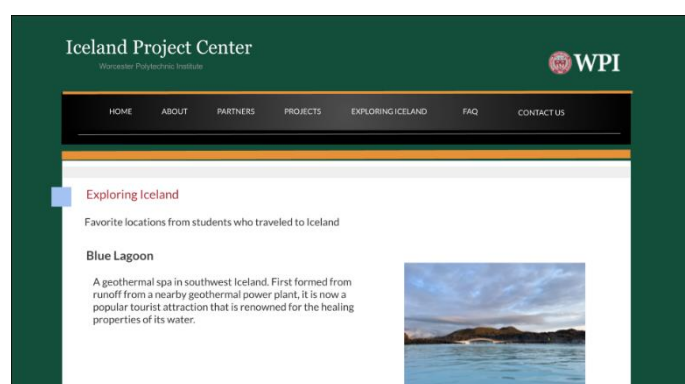 Iceland Project Center
Worcester Polytechnic Institute
WPI
HOME ABOUT PARTNERS PROJECTS EXPLORING ICELAND FAQ CONTACT US
Exploring Iceland
Favorite locations from students who traveled to Iceland
Blue Lagoon
A geothermal spa in southwest Iceland. First formed from
runoff from a nearby geothermal power plant, it is now a
popular tourist attraction that is renowned for the healing
properties of its water.